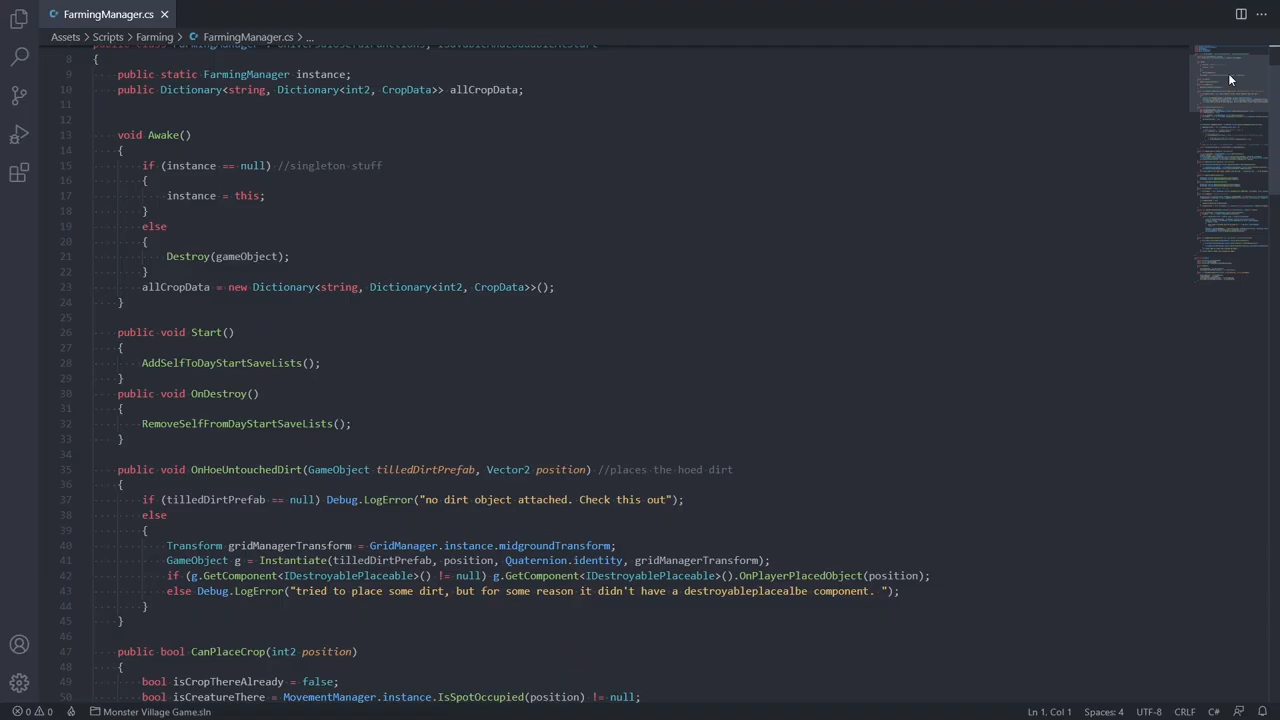 FarmingManager.cs
Assets > Scripts > Farming > FarmingManager.cs > ...
8 {
9 public static FarmingManager instance;
10 public Dictionary<string, Dictionary<int2, CropData>> allCropData;
11
12
13 void Awake()
14 {
15 if (instance == null) //singleton stuff
16 {
17 instance = this;
18 }
19 else
20 {
21 Destroy(gameObject);
22 }
23 allCropData = new Dictionary<string, Dictionary<int2, CropData>>();
24 }
25
26 public void Start()
27 {
28 AddSelfToDayStartSaveLists();
29 }
30 public void OnDestroy()
31 {
32 RemoveSelfFromDayStartSaveLists();
33 }
34
35 public void OnHoeUntouchedDirt(GameObject tilledDirtPrefab, Vector2 position) //places the hoed dirt
36 {
37 if (tilledDirtPrefab == null) Debug.LogError("no dirt object attached. Check this out");
38 else
39 {
40 Transform gridManagerTransform = GridManager.instance.midgroundTransform;
41 GameObject g = Instantiate(tilledDirtPrefab, position, Quaternion.identity, gridManagerTransform);
42 if (g.GetComponent<IDestroyablePlaceable>() != null) g.GetComponent<IDestroyablePlaceable>().OnPlayerPlacedObject(position);
43 else Debug.LogError("tried to place some dirt, but for some reason it didn't have a destroyableplacealbe component. ");
44 }
45 }
46
47 public bool CanPlaceCrop(int2 position)
48 {
49 bool isCropThereAlready = false;
50 bool isCreatureThere = MovementManager.instance.IsSpotOccupied(position) != null;
0 0 Monster Village Game.sln Ln 1, Col 1 Spaces: 4 UTF-8 CRLF C#